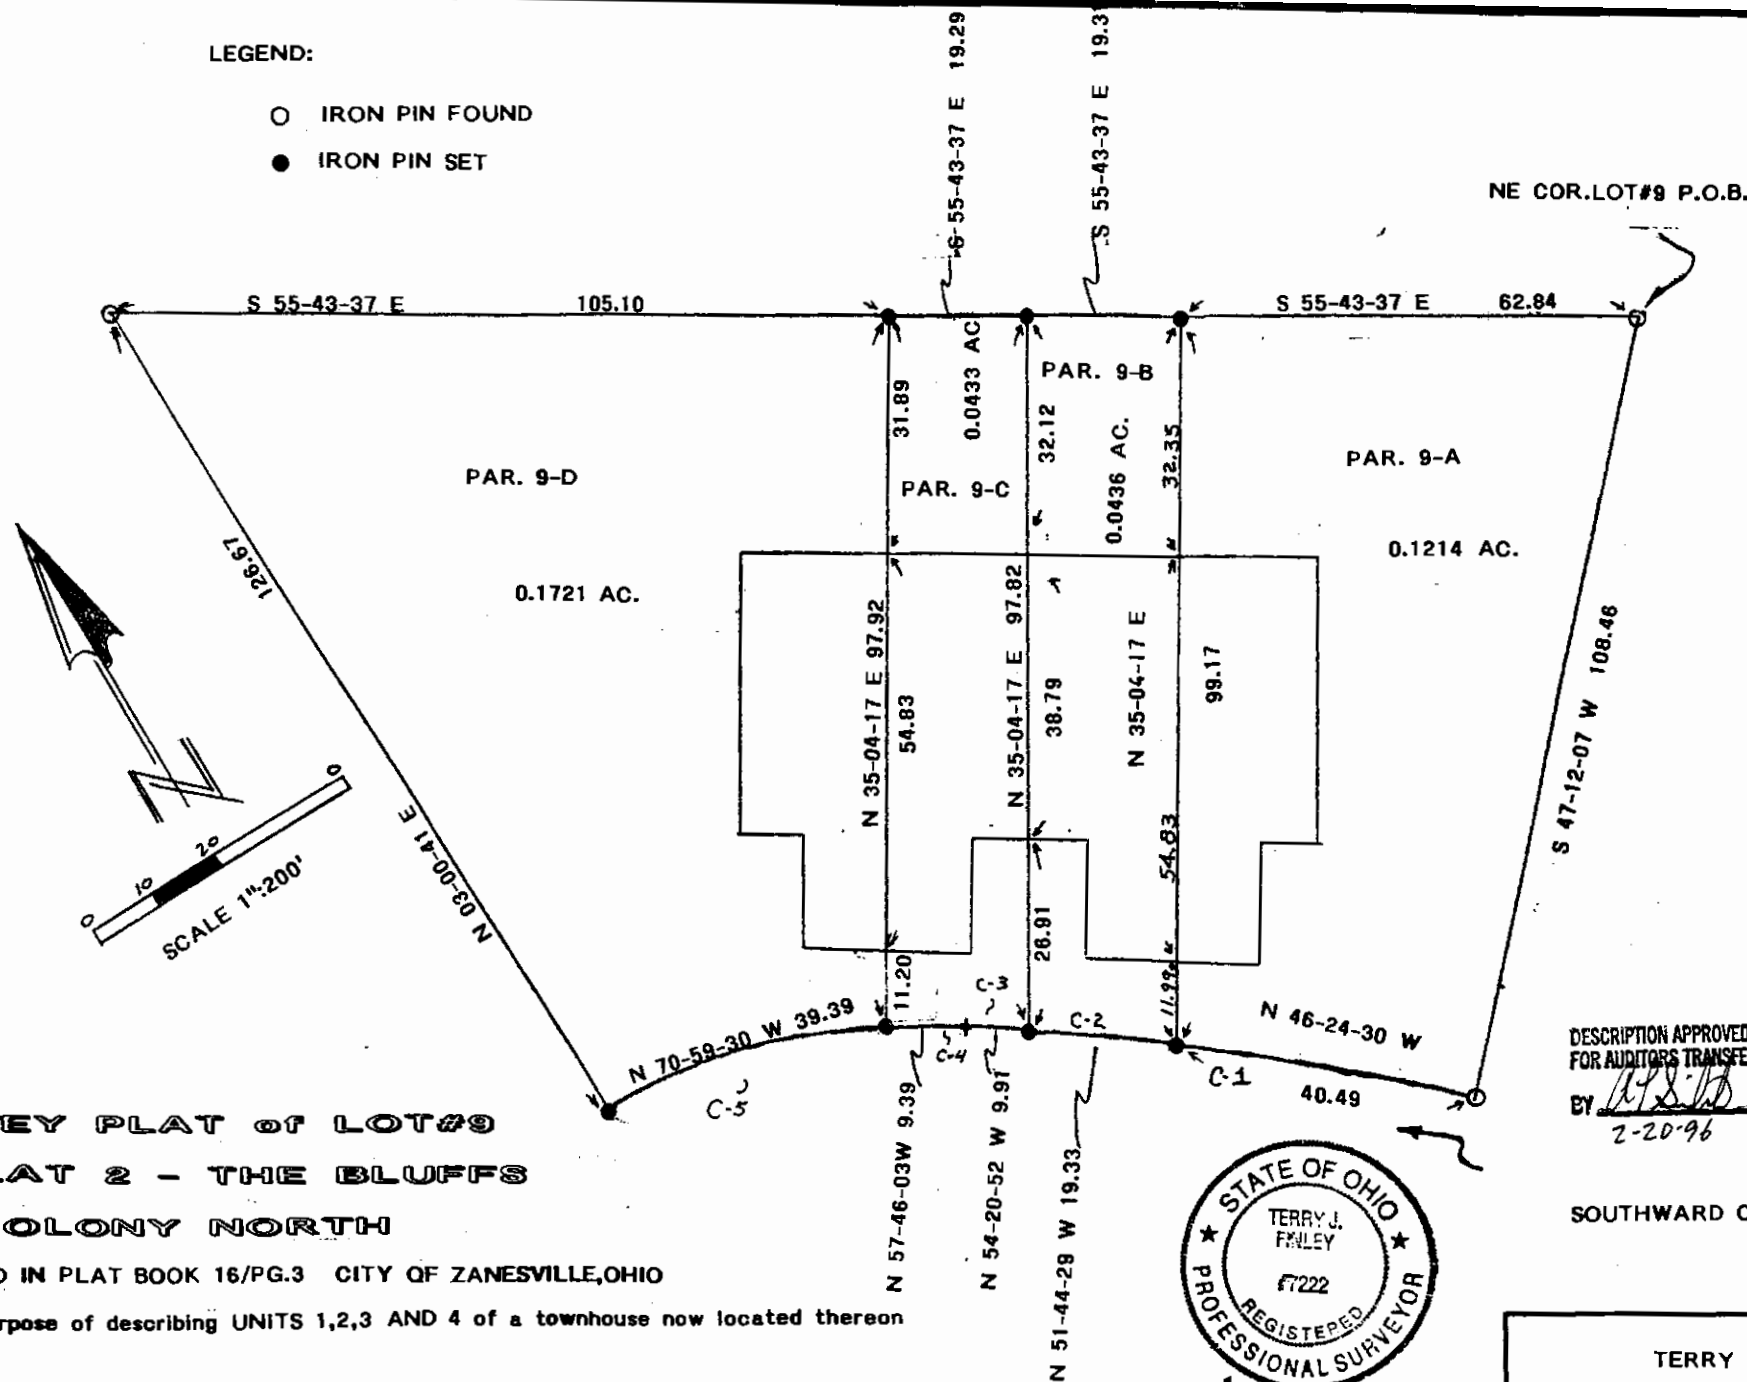 LEGEND:
IRON PIN FOUND
IRON PIN SET
S 55-43-37 E 19.29
S 55-43-37 E 19.31
NE COR.LOT#9 P.O.B.
S 55-43-37 E 105.10
S 55-43-37 E 62.84
PAR. 9-D
0.1721 AC.
PAR. 9-C
0.0433 AC
PAR. 9-B
0.0436 AC.
PAR. 9-A
0.1214 AC.
31.89
32.12
32.35
126.67
N 03-00-41 E
N 35-04-17 E 97.92
54.83
N 35-04-17 E 97.82
38.79
N 35-04-17 E
99.17
54.83
S 47-12-07 W 108.46
11.20
26.91
11.99
N
0 10 20 0
SCALE 1":200'
N 70-59-30 W 39.39
C-5
C-4
C-3
C-2
C-1
N 46-24-30 W
40.49
N 57-46-03W 9.39
N 54-20-52 W 9.91
N 51-44-29 W 19.33
DESCRIPTION APPROVED
FOR AUDITORS TRANSFE
BY
2-20-96
EY PLAT of LOT#9
AT 2 - THE BLUFFS
OLONY NORTH
IN PLAT BOOK 16/PG.3 CITY OF ZANESVILLE,OHIO
rpose of describing UNITS 1,2,3 AND 4 of a townhouse now located thereon
STATE OF OHIO
TERRY J.
FINLEY
7222
REGISTERED
PROFESSIONAL SURVEYOR
SOUTHWARD
TERRY